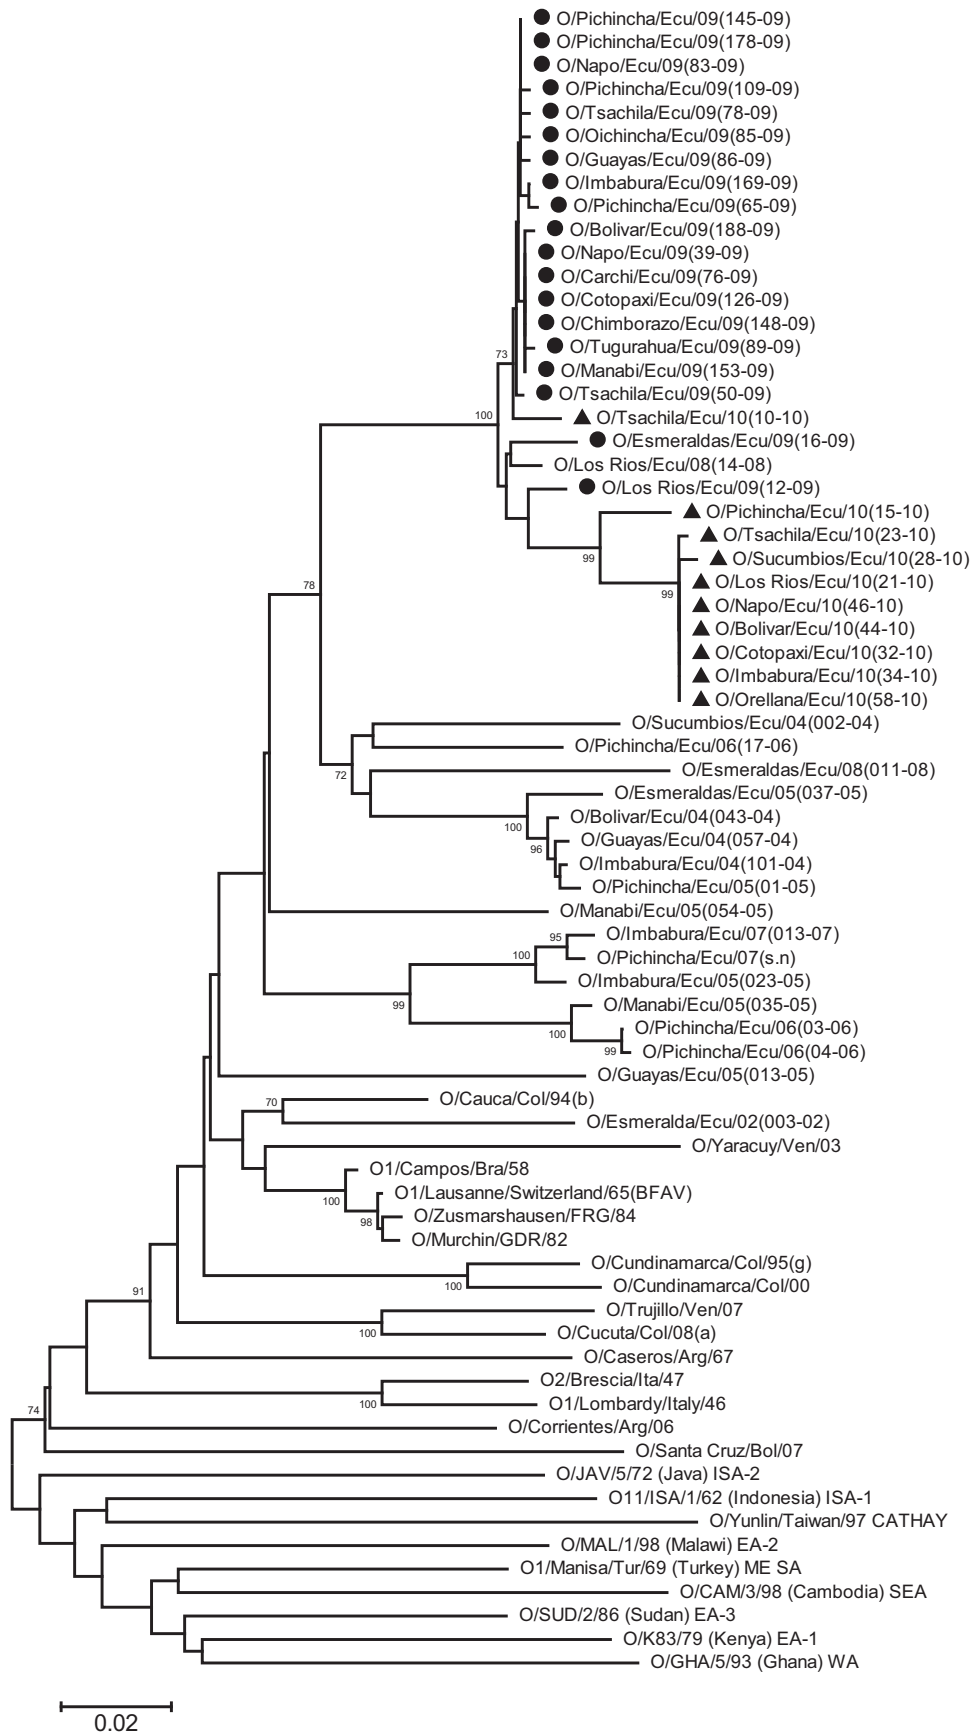 O/Pichincha/Ecu/09(145-09)
O/Pichincha/Ecu/09(178-09)
O/Napo/Ecu/09(83-09)
O/Pichincha/Ecu/09(109-09)
O/Tsachila/Ecu/09(78-09)
O/Oichincha/Ecu/09(85-09)
O/Guayas/Ecu/09(86-09)
O/Imbabura/Ecu/09(169-09)
O/Pichincha/Ecu/09(65-09)
O/Bolivar/Ecu/09(188-09)
O/Napo/Ecu/09(39-09)
O/Carchi/Ecu/09(76-09)
O/Cotopaxi/Ecu/09(126-09)
O/Chimborazo/Ecu/09(148-09)
O/Tugurahua/Ecu/09(89-09)
73
O/Manabi/Ecu/09(153-09)
O/Tsachila/Ecu/09(50-09)
100
O/Tsachila/Ecu/10(10-10)
O/Esmeraldas/Ecu/09(16-09)
O/Los Rios/Ecu/08(14-08)
O/Los Rios/Ecu/09(12-09)
O/Pichincha/Ecu/10(15-10)
O/Tsachila/Ecu/10(23-10)
99
O/Sucumbios/Ecu/10(28-10)
O/Los Rios/Ecu/10(21-10)
78
99
O/Napo/Ecu/10(46-10)
O/Bolivar/Ecu/10(44-10)
O/Cotopaxi/Ecu/10(32-10)
O/Imbabura/Ecu/10(34-10)
O/Orellana/Ecu/10(58-10)
O/Sucumbios/Ecu/04(002-04)
O/Pichincha/Ecu/06(17-06)
72
O/Esmeraldas/Ecu/08(011-08)
O/Esmeraldas/Ecu/05(037-05)
O/Bolivar/Ecu/04(043-04)
100
O/Guayas/Ecu/04(057-04)
96
O/Imbabura/Ecu/04(101-04)
O/Pichincha/Ecu/05(01-05)
O/Manabi/Ecu/05(054-05)
O/Imbabura/Ecu/07(013-07)
95
100
O/Pichincha/Ecu/07(s.n)
O/Imbabura/Ecu/05(023-05)
99
O/Manabi/Ecu/05(035-05)
O/Pichincha/Ecu/06(03-06)
100
99
O/Pichincha/Ecu/06(04-06)
O/Guayas/Ecu/05(013-05)
70
O/Cauca/Col/94(b)
O/Esmeralda/Ecu/02(003-02)
O/Yaracuy/Ven/03
O1/Campos/Bra/58
O1/Lausanne/Switzerland/65(BFAV)
100
O/Zusmarshausen/FRG/84
98
O/Murchin/GDR/82
O/Cundinamarca/Col/95(g)
100
O/Cundinamarca/Col/00
91
O/Trujillo/Ven/07
100
O/Cucuta/Col/08(a)
O/Caseros/Arg/67
O2/Brescia/Ita/47
100
O1/Lombardy/Italy/46
74
O/Corrientes/Arg/06
O/Santa Cruz/Bol/07
O/JAV/5/72 (Java) ISA-2
O11/ISA/1/62 (Indonesia) ISA-1
O/Yunlin/Taiwan/97 CATHAY
O/MAL/1/98 (Malawi) EA-2
O1/Manisa/Tur/69 (Turkey) ME SA
O/CAM/3/98 (Cambodia) SEA
O/SUD/2/86 (Sudan) EA-3
O/K83/79 (Kenya) EA-1
O/GHA/5/93 (Ghana) WA
0.02